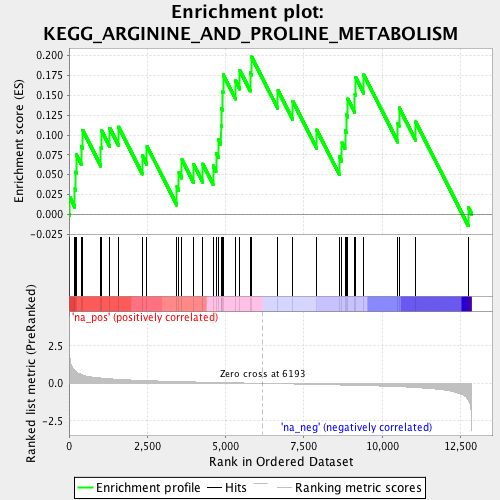 Enrichment plot:
KEGG_ARGININE_AND_PROLINE_METABOLISM
Enrichment score (ES)
0.200
0.175
0.150
0.125
0.100
0.075
0.050
0.025
0.000
-0.025
'na_pos' (positively correlated)
Ranked list metric (PreRanked)
2.5
0.0
-2.5
Zero cross at 6193
'na_neg' (negatively correlated)
0
2,500
5,000
7,500
10,000
12,500
Rank in Ordered Dataset
Enrichment profile
Hits
Ranking metric scores